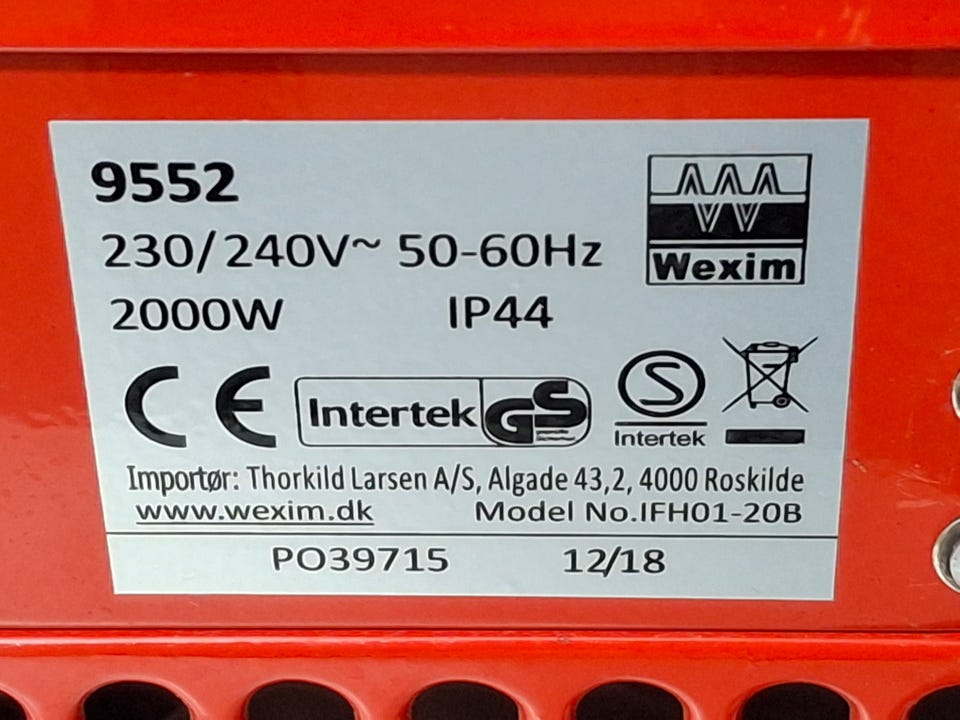 9552
230/240V~ 50-60Hz
2000W IP44
Wexim
CE Intertek GS
S
Intertek
Importør: Thorkild Larsen A/S, Algade 43,2, 4000 Roskilde
www.wexim.dk Model No.IFH01-20B
PO39715 12/18